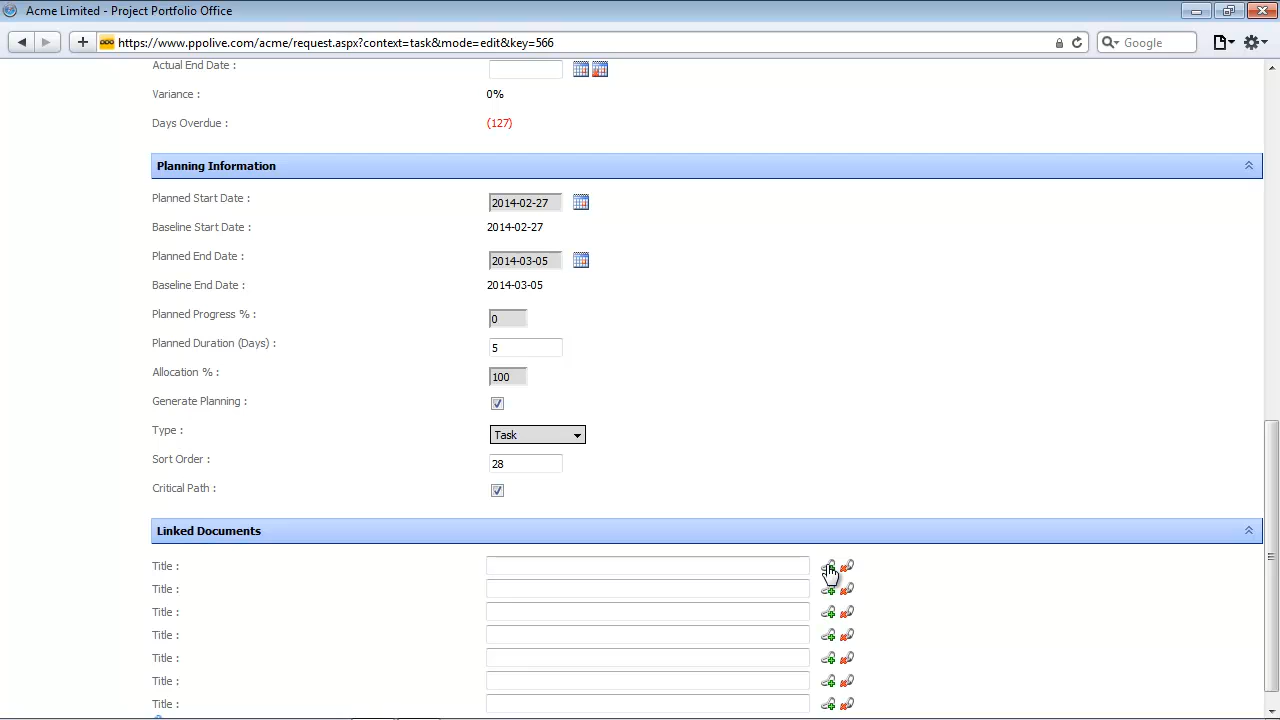 Acme Limited - Project Portfolio Office
https://www.ppolive.com/acme/request.aspx?context=task&mode=edit&key=566
Google
Actual End Date :
Variance : 0%
Days Overdue : (127)
Planning Information
Planned Start Date : 2014-02-27
Baseline Start Date : 2014-02-27
Planned End Date : 2014-03-05
Baseline End Date : 2014-03-05
Planned Progress % : 0
Planned Duration (Days) : 5
Allocation % : 100
Generate Planning :
Type : Task
Sort Order : 28
Critical Path :
Linked Documents
Title :
Title :
Title :
Title :
Title :
Title :
Title :